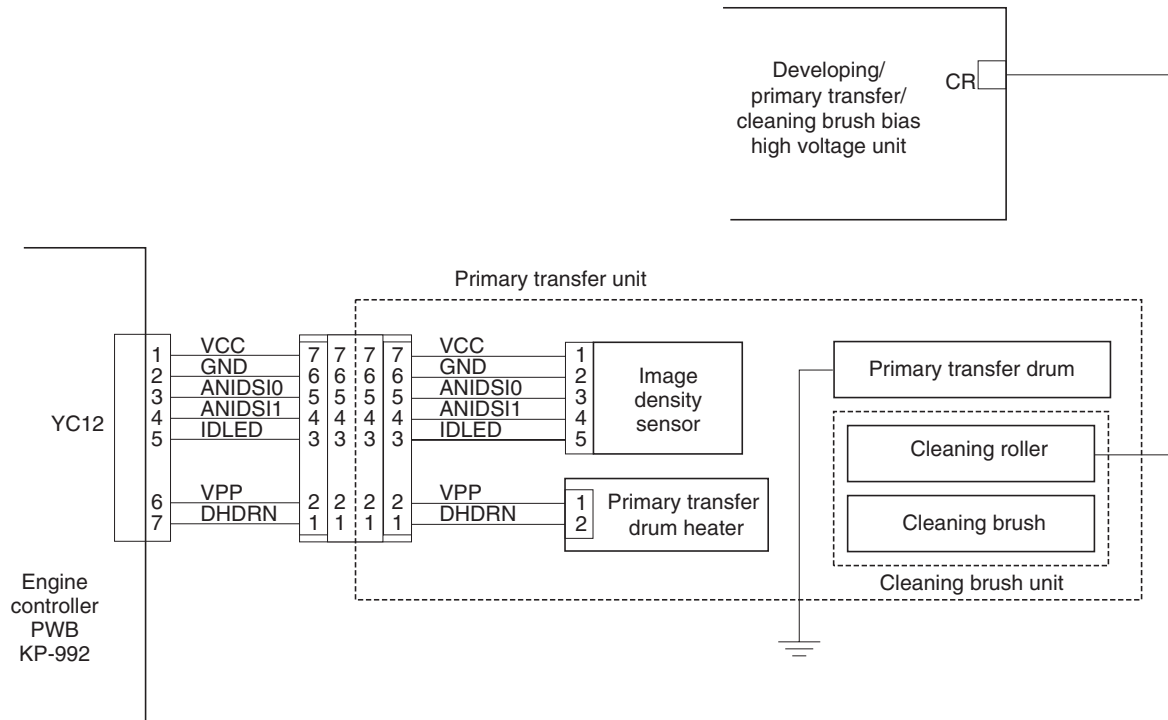 Developing/
primary transfer/
cleaning brush bias
high voltage unit
CR
Primary transfer unit
YC12
1 VCC 7 7 7 7 VCC 1
2 GND 6 6 6 6 GND 2
3 ANIDSI0 5 5 5 5 ANIDSI0 3
4 ANIDSI1 4 4 4 4 ANIDSI1 4
5 IDLED 3 3 3 3 IDLED 5
Image
density
sensor
6 VPP 2 2 2 2 VPP 1
7 DHDRN 1 1 1 1 DHDRN 2
Primary transfer
drum heater
Primary transfer drum
Cleaning roller
Cleaning brush
Cleaning brush unit
Engine
controller
PWB
KP-992